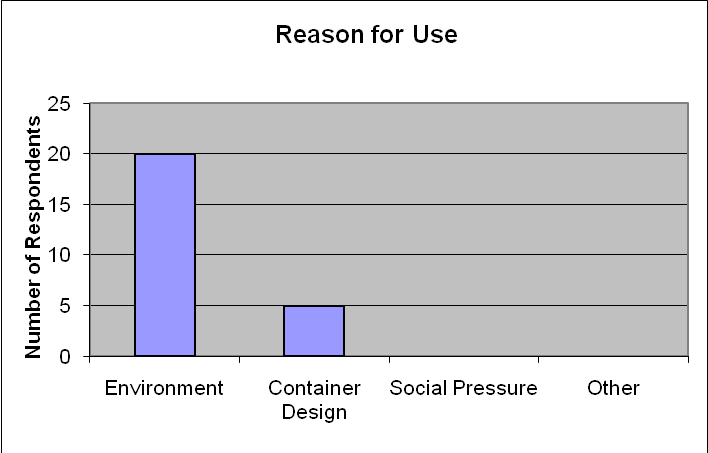 Reason for Use
Number of Respondents
25
20
15
10
5
0
Environment
Container
Design
Social Pressure
Other